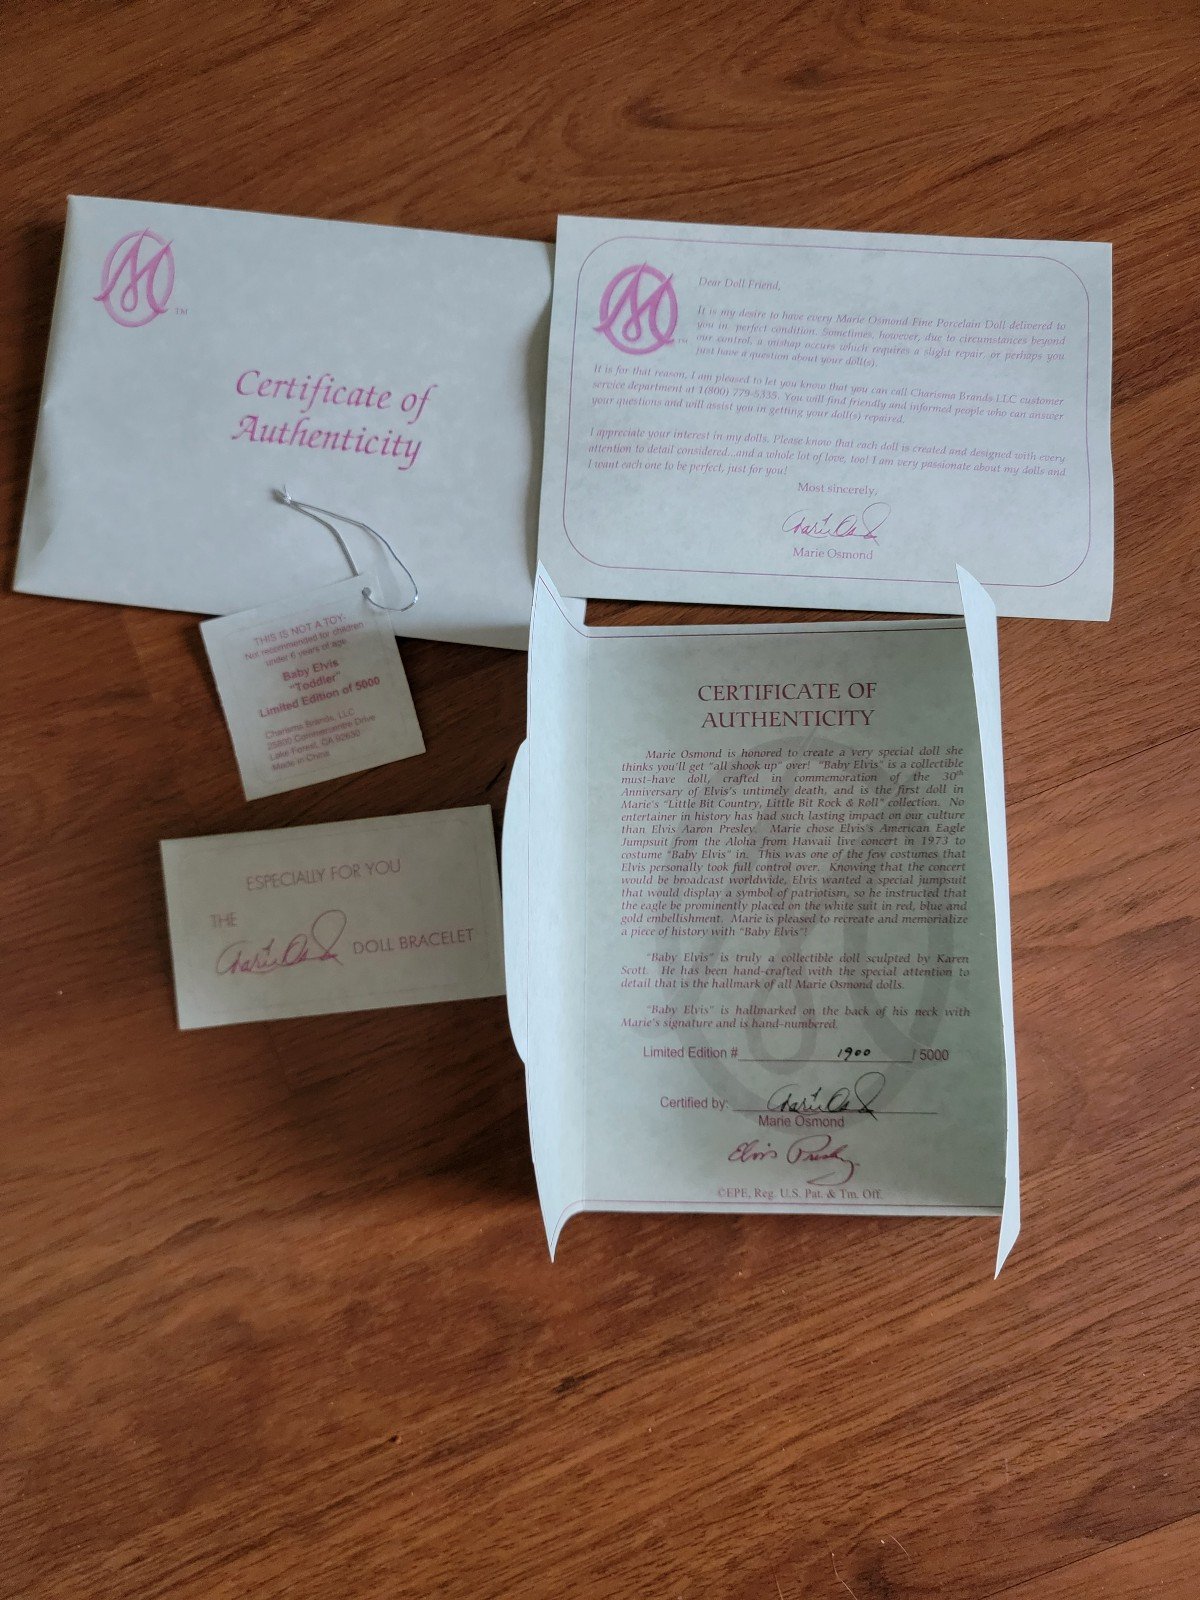 TM
Certificate of
Authenticity
TM
Dear Doll Friend,
It is my desire to have every Marie Osmond Fine Porcelain Doll delivered to
you in perfect condition. Sometimes, however, due to circumstances beyond
our control, a mishap occurs which requires a slight repair, or perhaps you
just have a question about your doll(s).
It is for that reason, I am pleased to let you know that you can call Charisma Brands LLC customer
service department at 1(800) 779-5335. You will find friendly and informed people who can answer
your questions and will assist you in getting your doll(s) repaired.
I appreciate your interest in my dolls. Please know that each doll is created and designed with every
attention to detail considered...and a whole lot of love, too! I am very passionate about my dolls and
I want each one to be perfect, just for you!
Most sincerely,
Marie Osmond
THIS IS NOT A TOY-
Not recommended for children
under 6 years of age
Baby Elvis
"Toddler"
Limited Edition of 5000
Charisma Brands, LLC
25800 Commercentre Drive
Lake Forest, CA 92630
Made in China
ESPECIALLY FOR YOU
THE
DOLL BRACELET
CERTIFICATE OF
AUTHENTICITY
Marie Osmond is honored to create a very special doll she
thinks you'll get "all shook up" over! "Baby Elvis" is a collectible
must-have doll, crafted in commemoration of the 30th
Anniversary of Elvis's untimely death, and is the first doll in
Marie's "Little Bit Country, Little Bit Rock & Roll" collection. No
entertainer in history has had such lasting impact on our culture
than Elvis Aaron Presley. Marie chose Elvis's American Eagle
Jumpsuit from the Aloha from Hawaii live concert in 1973 to
costume "Baby Elvis" in. This was one of the few costumes that
Elvis personally took full control over. Knowing that the concert
would be broadcast worldwide, Elvis wanted a special jumpsuit
that would display a symbol of patriotism, so he instructed that
the eagle be prominently placed on the white suit in red, blue and
gold embellishment. Marie is pleased to recreate and memorialize
a piece of history with "Baby Elvis"!
"Baby Elvis" is truly a collectible doll sculpted by Karen
Scott. He has been hand-crafted with the special attention to
detail that is the hallmark of all Marie Osmond dolls.
"Baby Elvis" is hallmarked on the back of his neck with
Marie's signature and is hand-numbered.
Limited Edition # 1900 / 5000
Certified by:
Marie Osmond
Elvis Presley
©EPE, Reg. U.S. Pat. & Tm. Off.